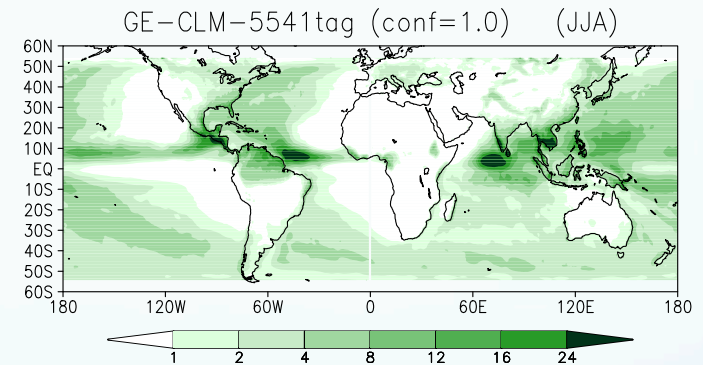 GE-CLM-5541tag (conf=1.0) (JJA)
60N
50N
40N
30N
20N
10N
EQ
10S
20S
30S
40S
50S
60S
180 120W 60W 0 60E 120E 180
1 2 4 8 12 16 24